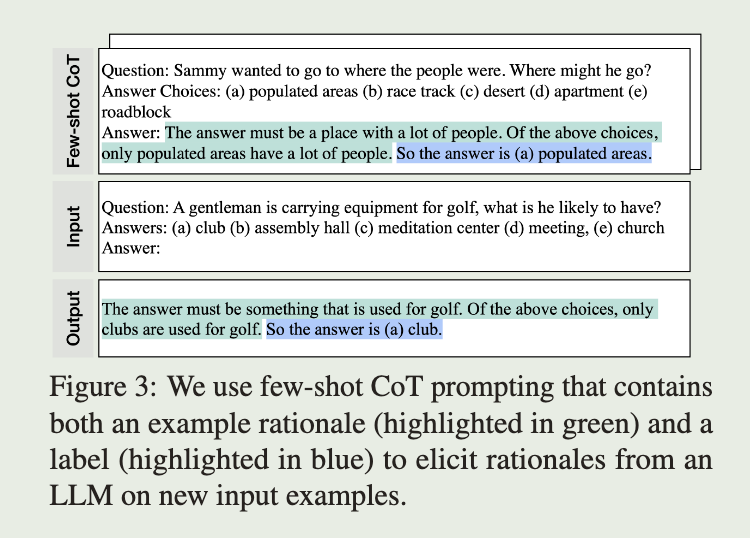 Few-shot CoT
Question: Sammy wanted to go to where the people were. Where might he go?
Answer Choices: (a) populated areas (b) race track (c) desert (d) apartment (e)
roadblock
Answer: The answer must be a place with a lot of people. Of the above choices,
only populated areas have a lot of people. So the answer is (a) populated areas.
Input
Question: A gentleman is carrying equipment for golf, what is he likely to have?
Answers: (a) club (b) assembly hall (c) meditation center (d) meeting, (e) church
Answer:
Output
The answer must be something that is used for golf. Of the above choices, only
clubs are used for golf. So the answer is (a) club.
Figure 3: We use few-shot CoT prompting that contains
both an example rationale (highlighted in green) and a
label (highlighted in blue) to elicit rationales from an
LLM on new input examples.